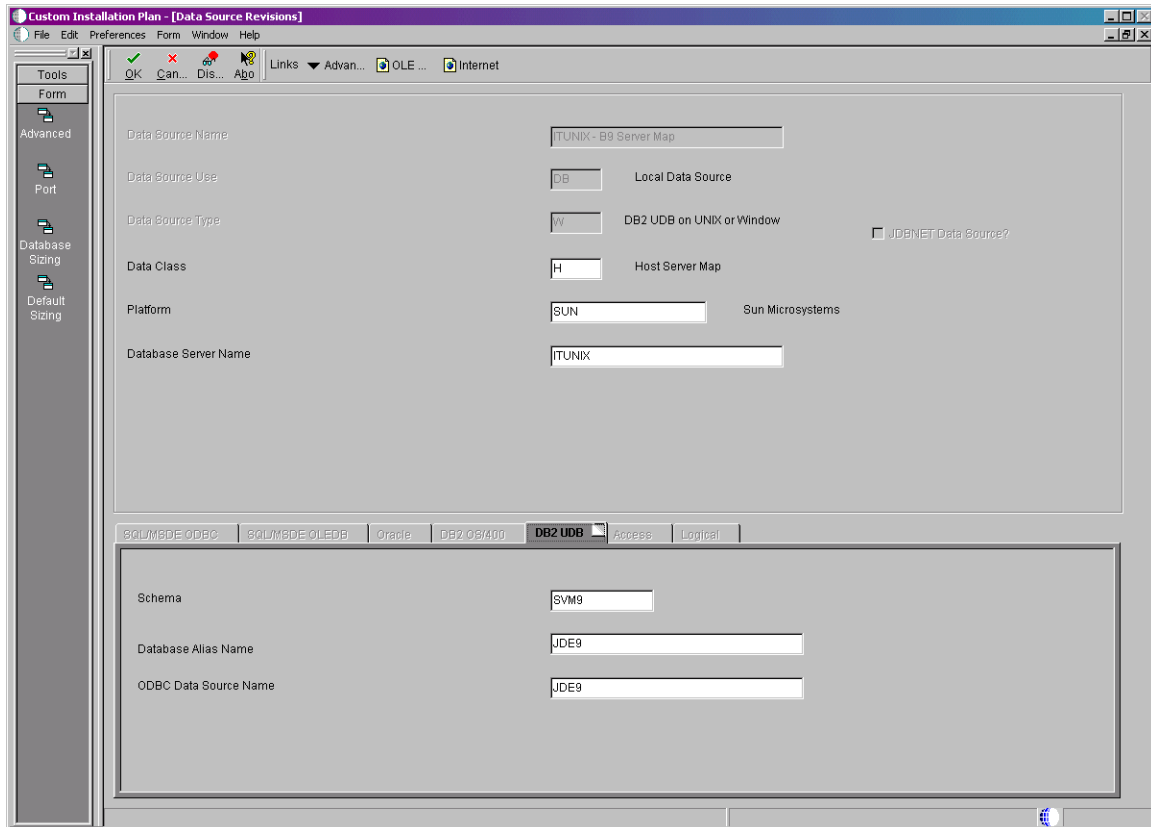 Custom Installation Plan - [Data Source Revisions]
File Edit Preferences Form Window Help
Tools
Form
Advanced
Port
Database
Sizing
Default
Sizing
OK Can... Dis... Abo Links Advan... OLE ... Internet
Data Source Name ITUNIX - B9 Server Map
Data Source Use DB Local Data Source
Data Source Type W DB2 UDB on UNIX or Window
JDBNET Data Source?
Data Class H Host Server Map
Platform SUN Sun Microsystems
Database Server Name ITUNIX
SQL/MSDE ODBC SQL/MSDE OLEDB Oracle DB2 OS/400 DB2 UDB Access Logical
Schema SVM9
Database Alias Name JDE9
ODBC Data Source Name JDE9